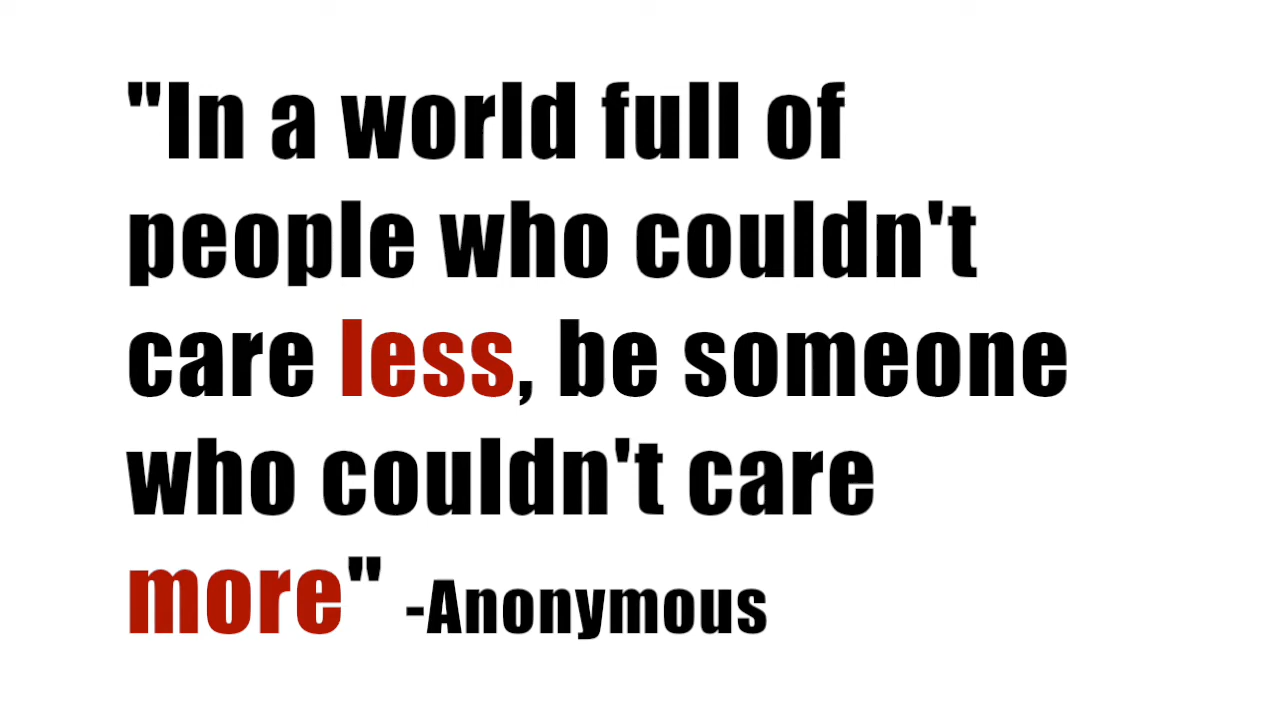 "In a world full of
people who couldn't
care less, be someone
who couldn't care
more" -Anonymous